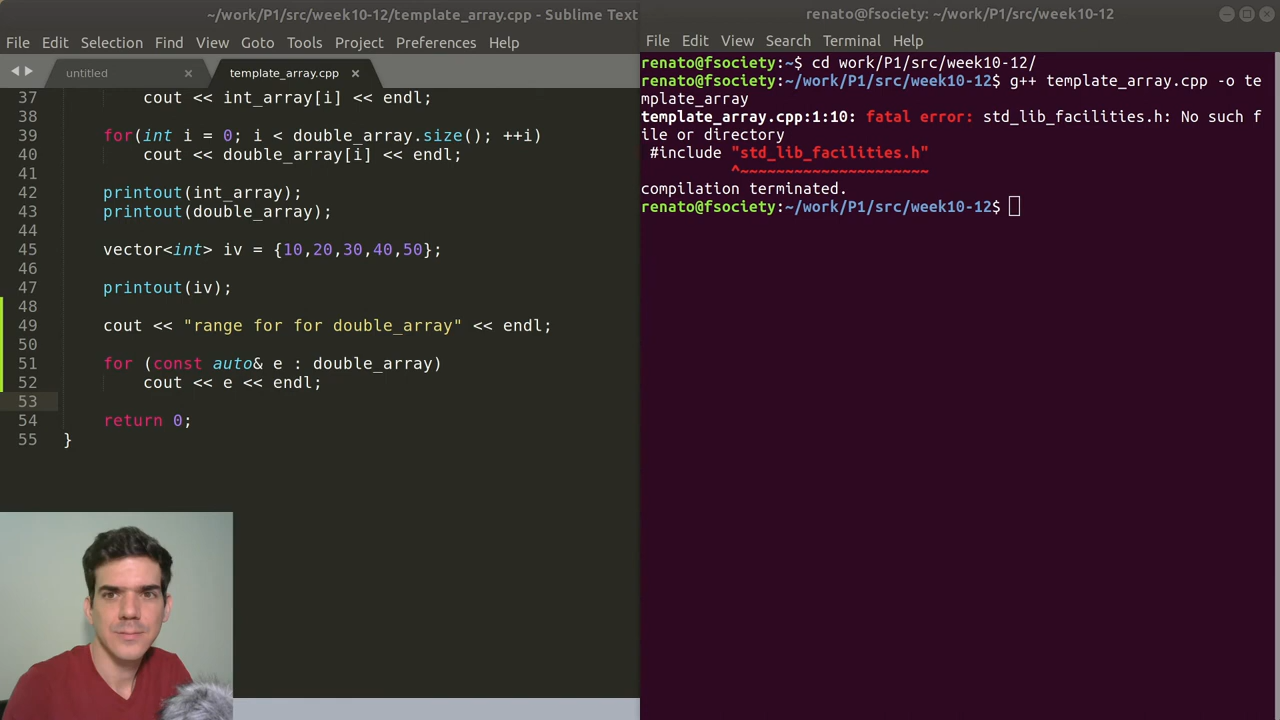 ~/work/P1/src/week10-12/template_array.cpp - Sublime Text
File Edit Selection Find View Goto Tools Project Preferences Help
untitled × template_array.cpp ×
37 cout << int_array[i] << endl;
38
39 for(int i = 0; i < double_array.size(); ++i)
40 cout << double_array[i] << endl;
41
42 printout(int_array);
43 printout(double_array);
44
45 vector<int> iv = {10,20,30,40,50};
46
47 printout(iv);
48
49 cout << "range for for double_array" << endl;
50
51 for (const auto& e : double_array)
52 cout << e << endl;
53
54 return 0;
55 }
renato@fsociety: ~/work/P1/src/week10-12
File Edit View Search Terminal Help
renato@fsociety:~$ cd work/P1/src/week10-12/
renato@fsociety:~/work/P1/src/week10-12$ g++ template_array.cpp -o te
mplate_array
template_array.cpp:1:10: fatal error: std_lib_facilities.h: No such f
ile or directory
#include "std_lib_facilities.h"
^~~~~~~~~~~~~~~~~~~~~~
compilation terminated.
renato@fsociety:~/work/P1/src/week10-12$